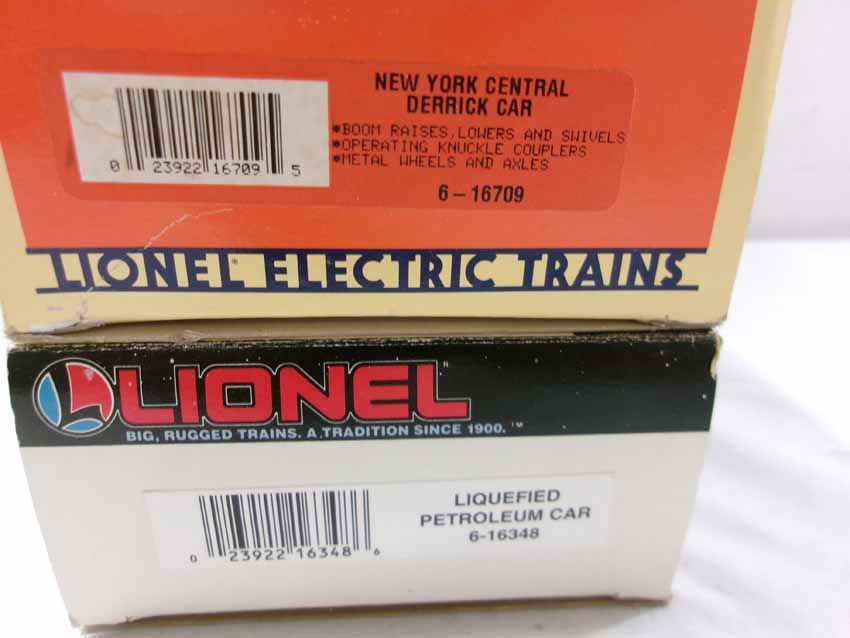 NEW YORK CENTRAL
DERRICK CAR
*BOOM RAISES, LOWERS AND SWIVELS
*OPERATING KNUCKLE COUPLERS
*METAL WHEELS AND AXLES
6-16709
0 23922 16709 5
LIONEL® ELECTRIC TRAINS
LIONEL®
BIG, RUGGED TRAINS. A TRADITION SINCE 1900.™
LIQUEFIED
PETROLEUM CAR
6-16348
0 23922 16348 6